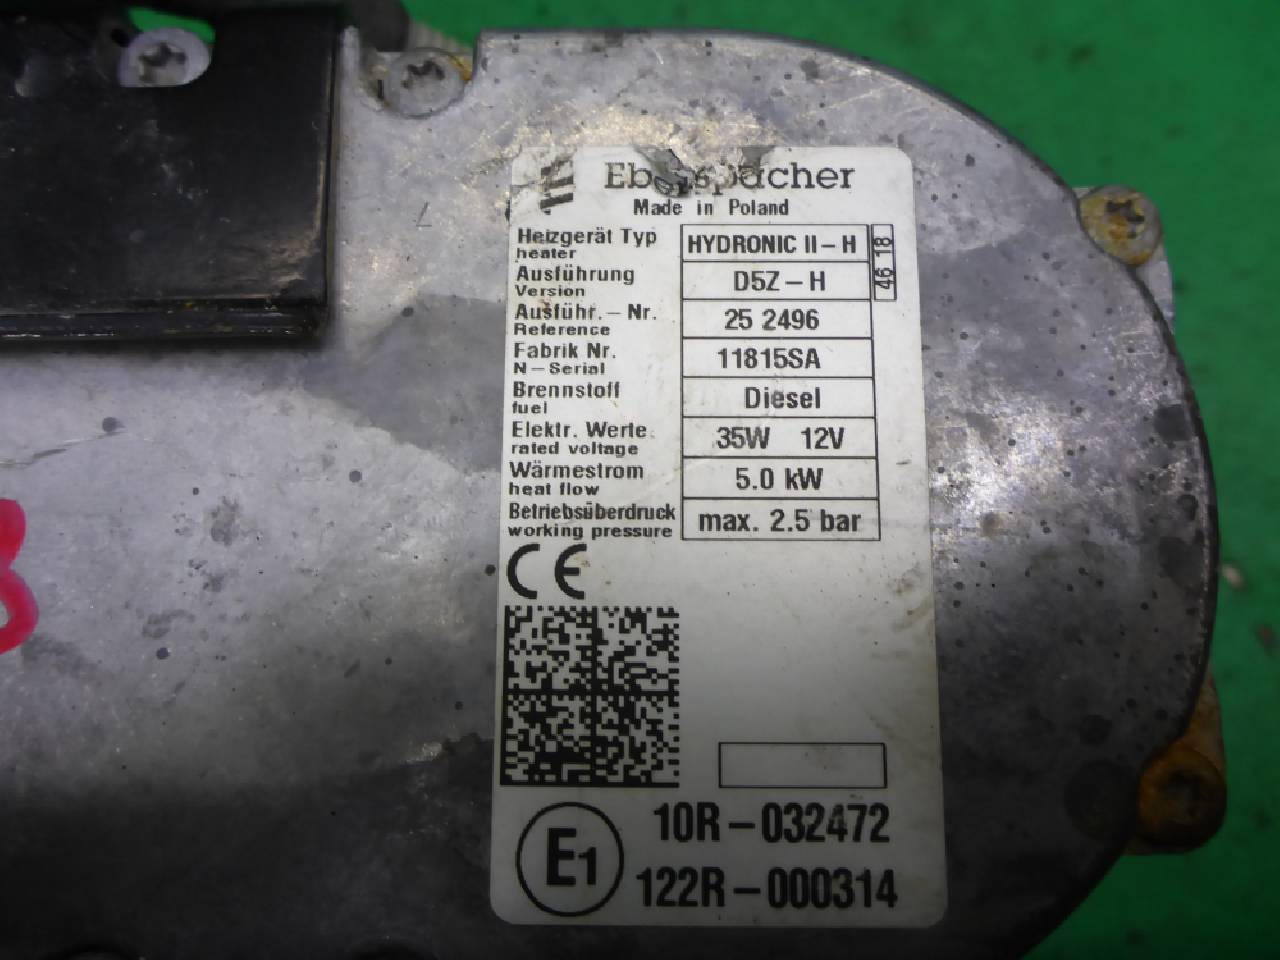 Eberspächer
Made in Poland
Heizgerät Typ
heater
HYDRONIC II – H
46 18
Ausführung
Version
D5Z – H
Ausführ. – Nr.
Reference
25 2496
Fabrik Nr.
N – Serial
11815SA
Brennstoff
fuel
Diesel
Elektr. Werte
rated voltage
35W 12V
Wärmestrom
heat flow
5.0 kW
Betriebsüberdruck
working pressure
max. 2.5 bar
CE
E1
10R – 032472
122R – 000314